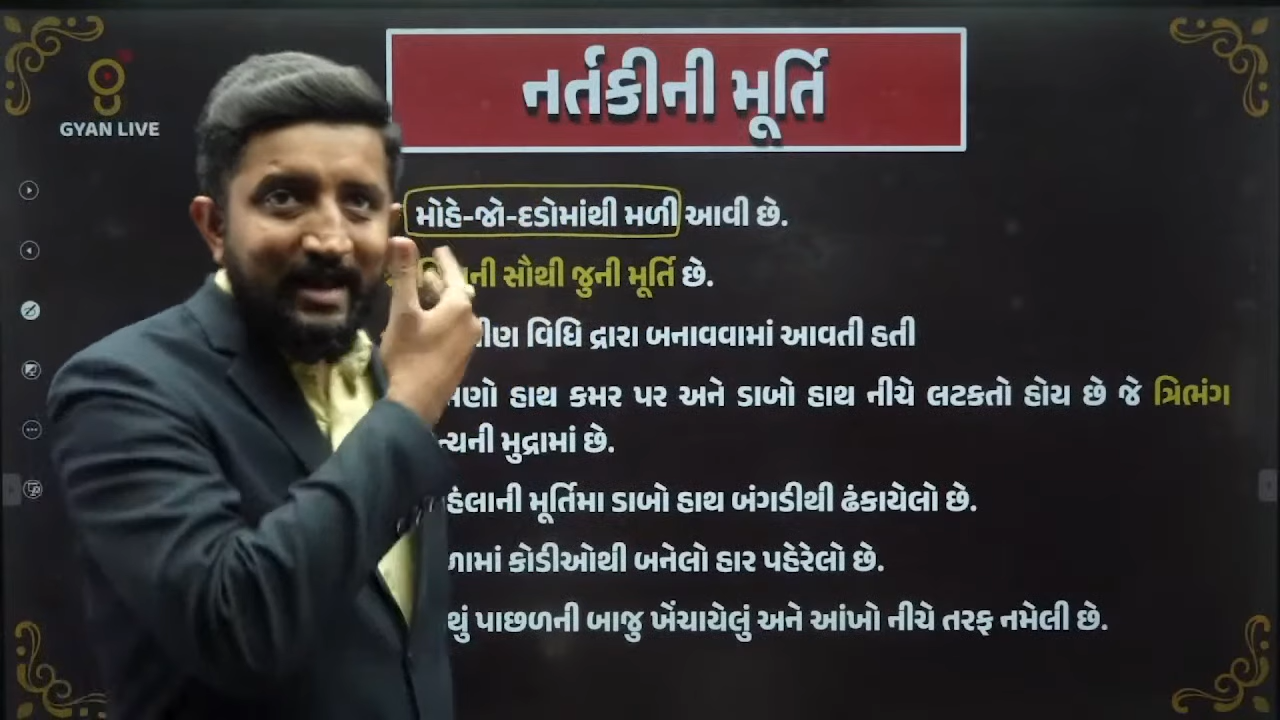 નર્તકીની મૂર્તિ
GYAN LIVE
મોહે-જો-દડોમાંથી મળી આવી છે.
સૌથી જુની મૂર્તિ છે.
વિધિ દ્રારા બનાવવામાં આવતી હતી
હાથ કમર પર અને ડાબો હાથ નીચે લટકતો હોય છે જે ત્રિભંગ
મુદ્રામાં છે.
મૂર્તિમા ડાબો હાથ બંગડીથી ઢંકાયેલો છે.
કોડીઓથી બનેલો હાર પહેરેલો છે.
પાછળની બાજુ ખેંચાયેલું અને આંખો નીચે તરફ નમેલી છે.